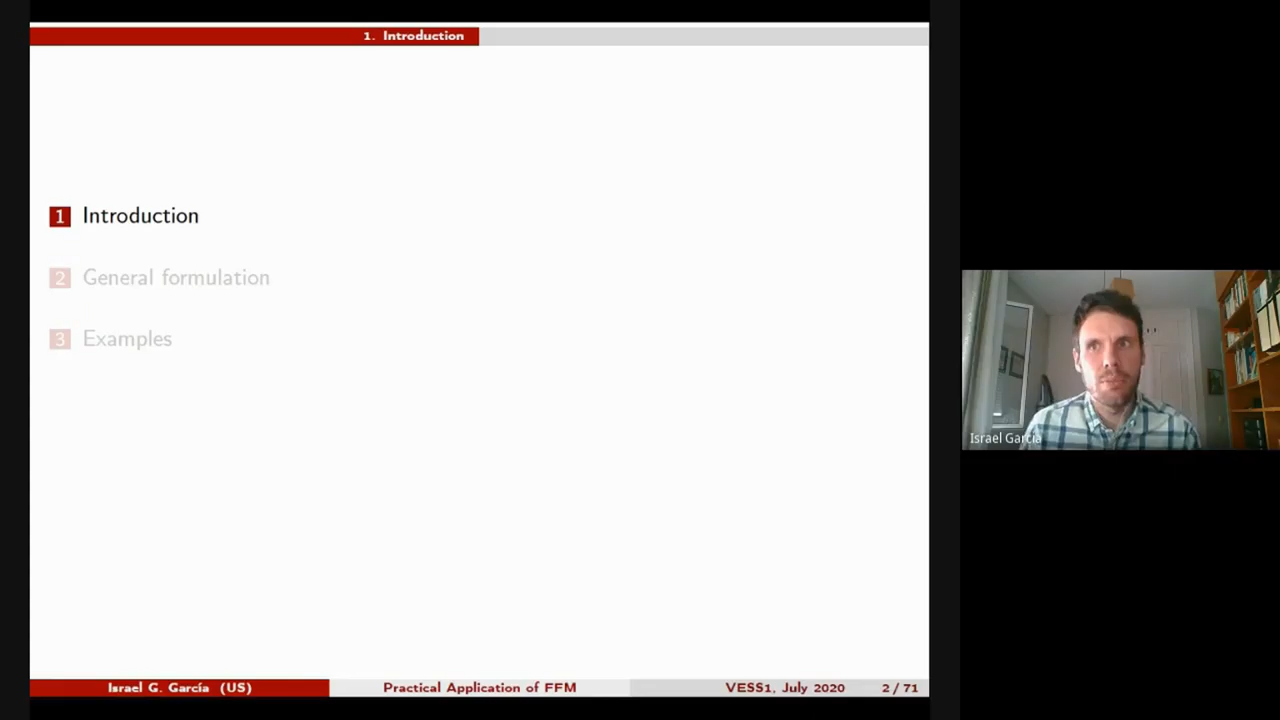 1. Introduction
1 Introduction
2 General formulation
3 Examples
Israel García
Israel G. García (US) Practical Application of FFM VESS1, July 2020 2 / 71